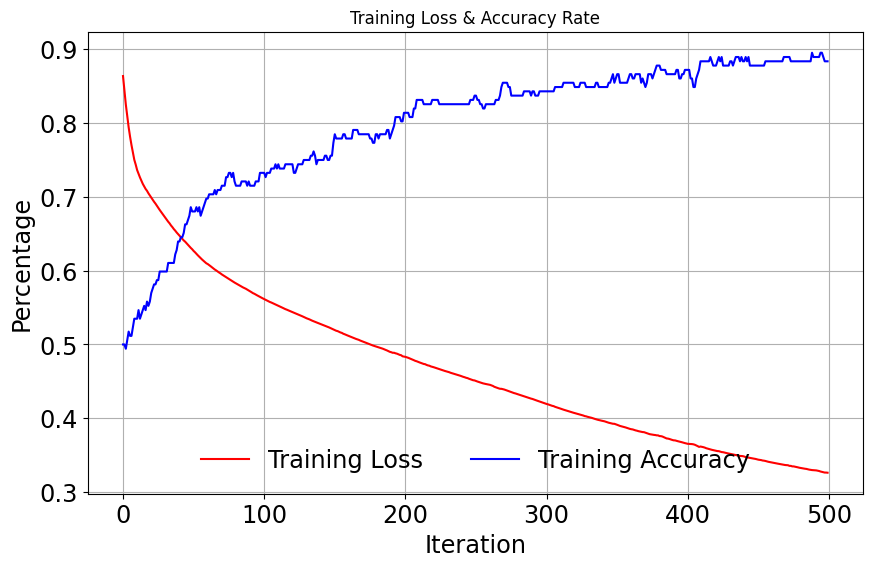 Training Loss & Accuracy Rate
0.9
0.8
0.7
0.6
0.5
0.4
0.3
Percentage
Training Loss Training Accuracy
0 100 200 300 400 500
Iteration